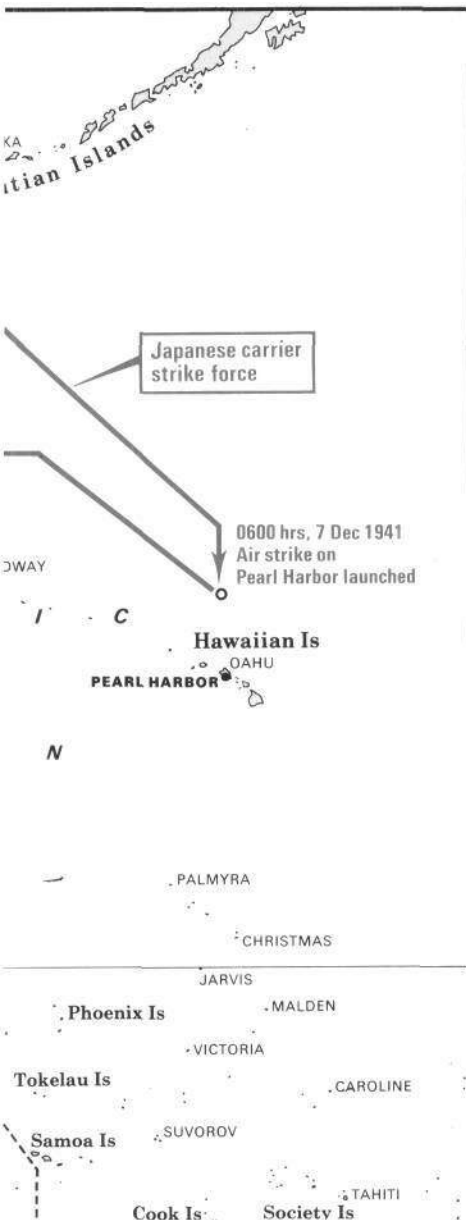 KA
utian Islands
Japanese carrier
strike force
0600 hrs, 7 Dec 1941
Air strike on
Pearl Harbor launched
DWAY
I C
Hawaiian Is
OAHU
PEARL HARBOR
N
PALMYRA
CHRISTMAS
JARVIS
Phoenix Is
MALDEN
VICTORIA
Tokelau Is
CAROLINE
Samoa Is
SUVOROV
TAHITI
Cook Is
Society Is